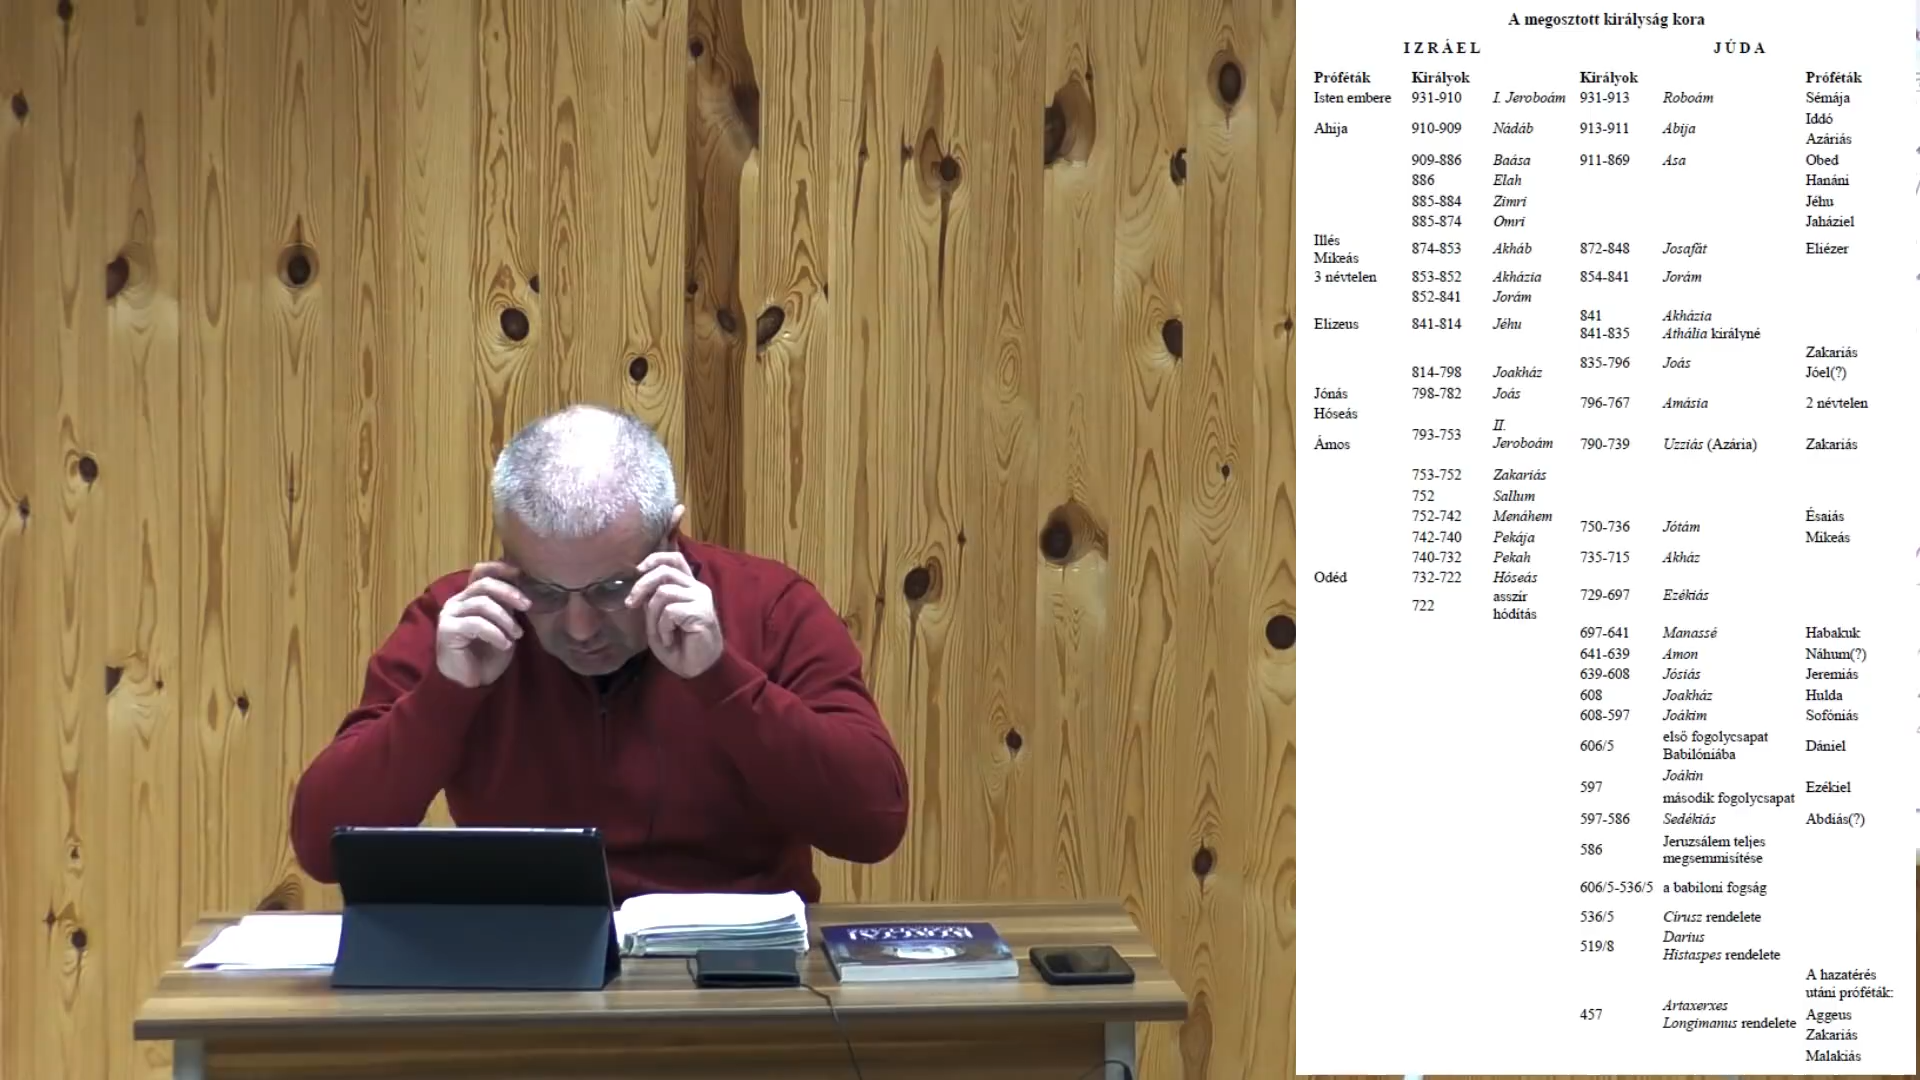 A megosztott királyság kora
IZRÁEL JÚDA
Próféták Királyok Királyok Próféták
Isten embere 931-910 I. Jeroboám 931-913 Roboám Sémája
Iddó
Ahija 910-909 Nádáb 913-911 Abija
Azáriás
909-886 Baása 911-869 Asa Obed
886 Elah Hanáni
885-884 Zimri Jéhu
885-874 Omri Jaháziel
Illés
Mikeás
874-853 Akháb 872-848 Josafát Eliézer
3 névtelen 853-852 Akházia 854-841 Jorám
852-841 Jorám
841 Akházia
Elizeus 841-814 Jéhu
841-835 Athália királyné
Zakariás
835-796 Joás
814-798 Joakház Jóel(?)
Jónás 798-782 Joás
796-767 Amásia 2 névtelen
Hóseás
793-753 II. Jeroboám
Ámos 790-739 Uzziás (Azária) Zakariás
753-752 Zakariás
752 Sallum
752-742 Menáhem Ésaiás
750-736 Jótám
742-740 Pekája Mikeás
740-732 Pekah 735-715 Akház
Odéd 732-722 Hóseás
729-697 Ezékiás
722 asszír
hódítás
697-641 Manassé Habakuk
641-639 Amon Náhum(?)
639-608 Jósiás Jeremiás
608 Joakház Hulda
608-597 Joákim Sofóniás
606/5 első fogolycsapat
Babilóniába Dániel
597 Joákin
második fogolycsapat Ezékiel
597-586 Sedékiás Abdiás(?)
586 Jeruzsálem teljes
megsemmisítése
606/5-536/5 a babiloni fogság
536/5 Círusz rendelete
519/8 Darius
Histaspes rendelete
A hazatérés
utáni próféták:
457 Artaxerxes
Longimanus rendelete
Aggeus
Zakariás
Malakiás